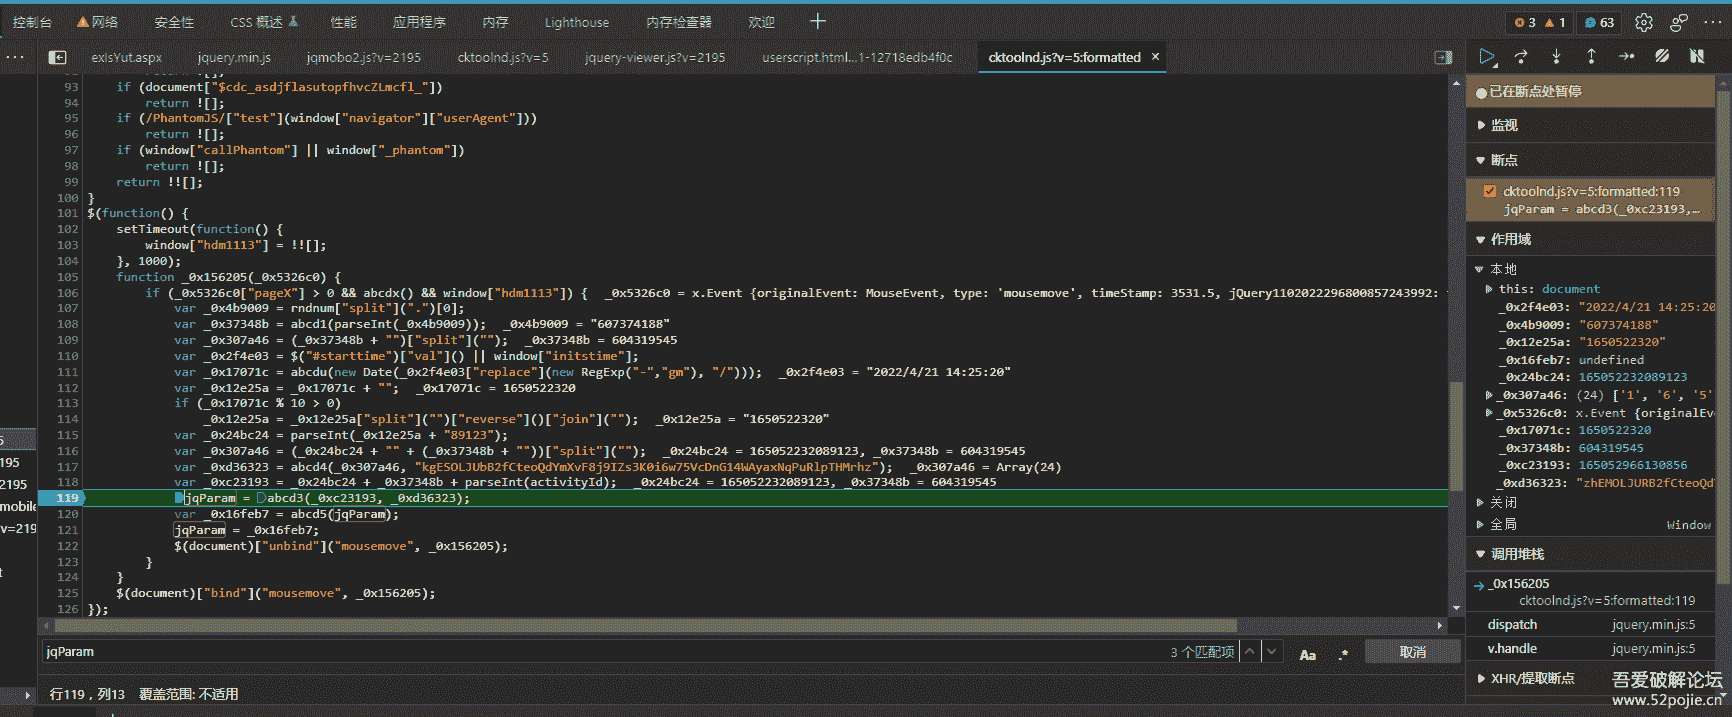 控制台 网络 安全性 CSS 概述 性能 应用程序 内存 Lighthouse 内存检查器 欢迎 3 1 63
exisYut.aspx jquery.min.js jqmobo2.js?v=2195 cktoolnd.js?v=5 jquery-viewer.js?v=2195 userscript.html...1-12718edb4f0c cktoolnd.js?v=5:formatted
93 if (document["$cdc_asdjflasutopfhvcZLmcfl_"])
94 return ![];
95 if (/PhantomJS/["test"](window["navigator"]["userAgent"]))
96 return ![];
97 if (window["callPhantom"] || window["_phantom"])
98 return ![];
99 return !![];
100 }
101 $(function() {
102 setTimeout(function() {
103 window["hdm1113"] = !![];
104 }, 1000);
105 function _0x156205(_0x5326c0) {
106 if (_0x5326c0["pageX"] > 0 && abcdx() && window["hdm1113"]) { _0x5326c0 = x.Event {originalEvent: MouseEvent, type: 'mousemove', timeStamp: 3531.5, jQuery1102022296800857243992:
107 var _0x4b9009 = rndnum["split"](".")[0];
108 var _0x37348b = abcd1(parseInt(_0x4b9009)); _0x4b9009 = "607374188"
109 var _0x307a46 = (_0x37348b + "")["split"](""); _0x37348b = 604319545
110 var _0x2f4e03 = $("#starttime")["val"]() || window["initstime"];
111 var _0x17071c = abcdu(new Date(_0x2f4e03["replace"](new RegExp("-","gm"), "/"))); _0x2f4e03 = "2022/4/21 14:25:20"
112 var _0x12e25a = _0x17071c + ""; _0x17071c = 1650522320
113 if (_0x17071c % 10 > 0)
114 _0x12e25a = _0x12e25a["split"]("")["reverse"]()["join"](""); _0x12e25a = "1650522320"
115 var _0x24bc24 = parseInt(_0x12e25a + "89123");
116 var _0x307a46 = (_0x24bc24 + "" + (_0x37348b + ""))["split"](""); _0x24bc24 = 165052232089123, _0x37348b = 604319545
117 var _0xd36323 = abcd4(_0x307a46, "kgESOLJUbB2fCteoQdYmXvF8j9IZs3K0i6w75VcDnG14WAyaxNqPuRlpTHMrhz"); _0x307a46 = Array(24)
118 var _0xc23193 = _0x24bc24 + _0x37348b + parseInt(activityId); _0x24bc24 = 165052232089123, _0x37348b = 604319545
119 jqParam = abcd3(_0xc23193, _0xd36323);
120 var _0x16feb7 = abcd5(jqParam);
121 jqParam = _0x16feb7;
122 $(document)["unbind"]("mousemove", _0x156205);
123 }
124 }
125 $(document)["bind"]("mousemove", _0x156205);
126 });
jqParam 3 个匹配项 Aa .* 取消
行119，列13 覆盖范围: 不适用
5
195
2195
mobile
/v=219
t
已在断点处暂停
监视
断点
cktoolnd.js?v=5:formatted:119
jqParam = abcd3(_0xc23193,…
作用域
本地
this: document
_0x2f4e03: "2022/4/21 14:25:20
_0x4b9009: "607374188"
_0x12e25a: "1650522320"
_0x16feb7: undefined
_0x24bc24: 165052232089123
_0x307a46: (24) ['1', '6', '5'
_0x5326c0: x.Event {originalEv
_0x17071c: 1650522320
_0x37348b: 604319545
_0xc23193: 165052966130856
_0xd36323: "zhEMOLJURB2fCteoQd
关闭
全局 Window
调用堆栈
_0x156205
cktoolnd.js?v=5:formatted:119
dispatch jquery.min.js:5
v.handle jquery.min.js:5
XHR/提取断点
吾爱破解论坛
www.52pojie.cn